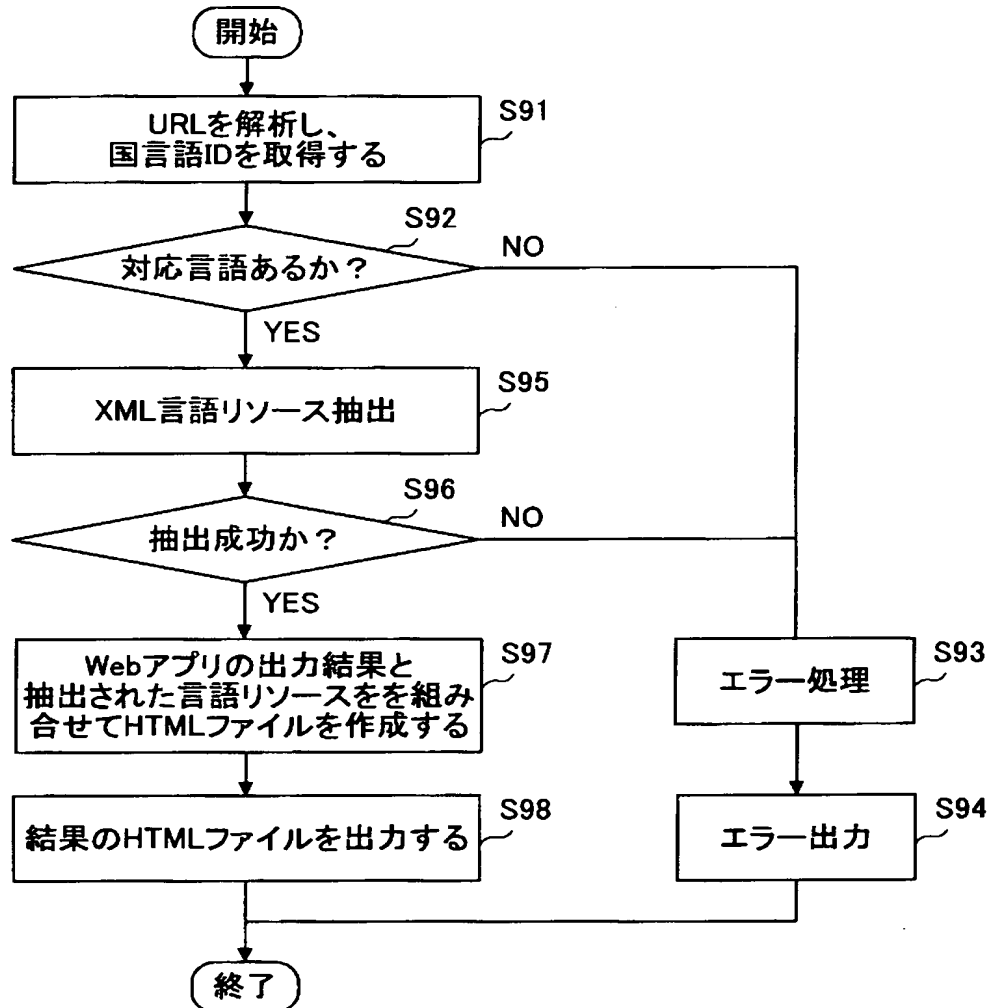 開始
URLを解析し、
国言語IDを取得する
S91
対応言語あるか？
S92
NO
YES
XML言語リソース抽出
S95
抽出成功か？
S96
NO
YES
Webアプリの出力結果と
抽出された言語リソースをを組み
合せてHTMLファイルを作成する
S97
エラー処理
S93
結果のHTMLファイルを出力する
S98
エラー出力
S94
終了